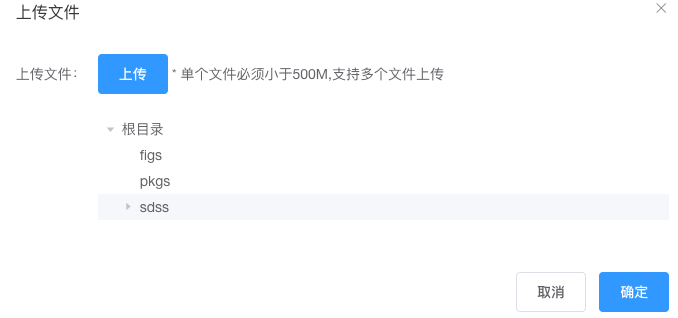 上传文件
上传文件：
上传
* 单个文件必须小于500M,支持多个文件上传
根目录
figs
pkgs
sdss
取消
确定